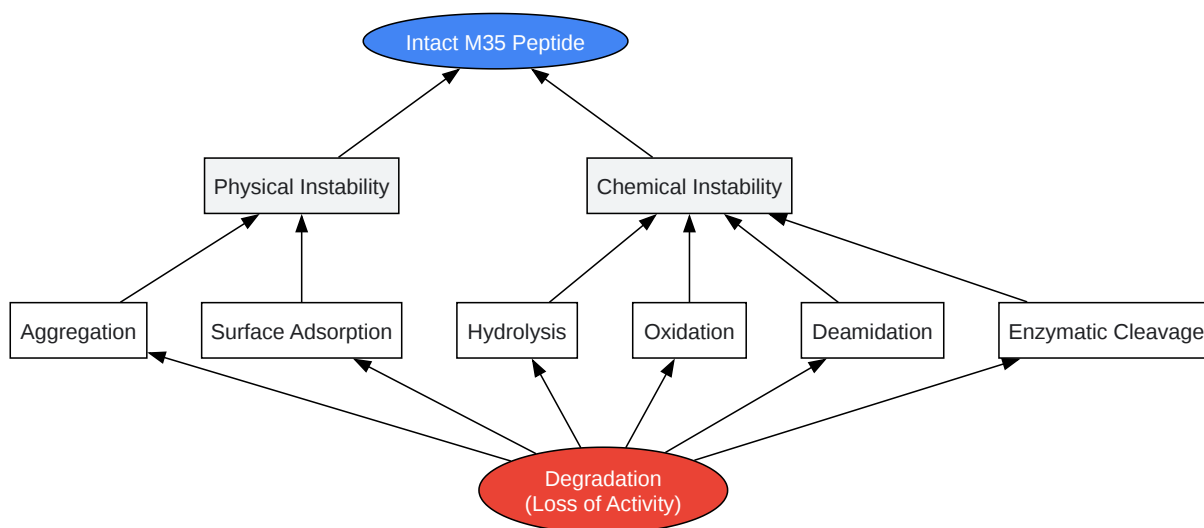 Intact M35 Peptide
Physical Instability
Chemical Instability
Aggregation
Surface Adsorption
Hydrolysis
Oxidation
Deamidation
Enzymatic Cleavage
Degradation
(Loss of Activity)